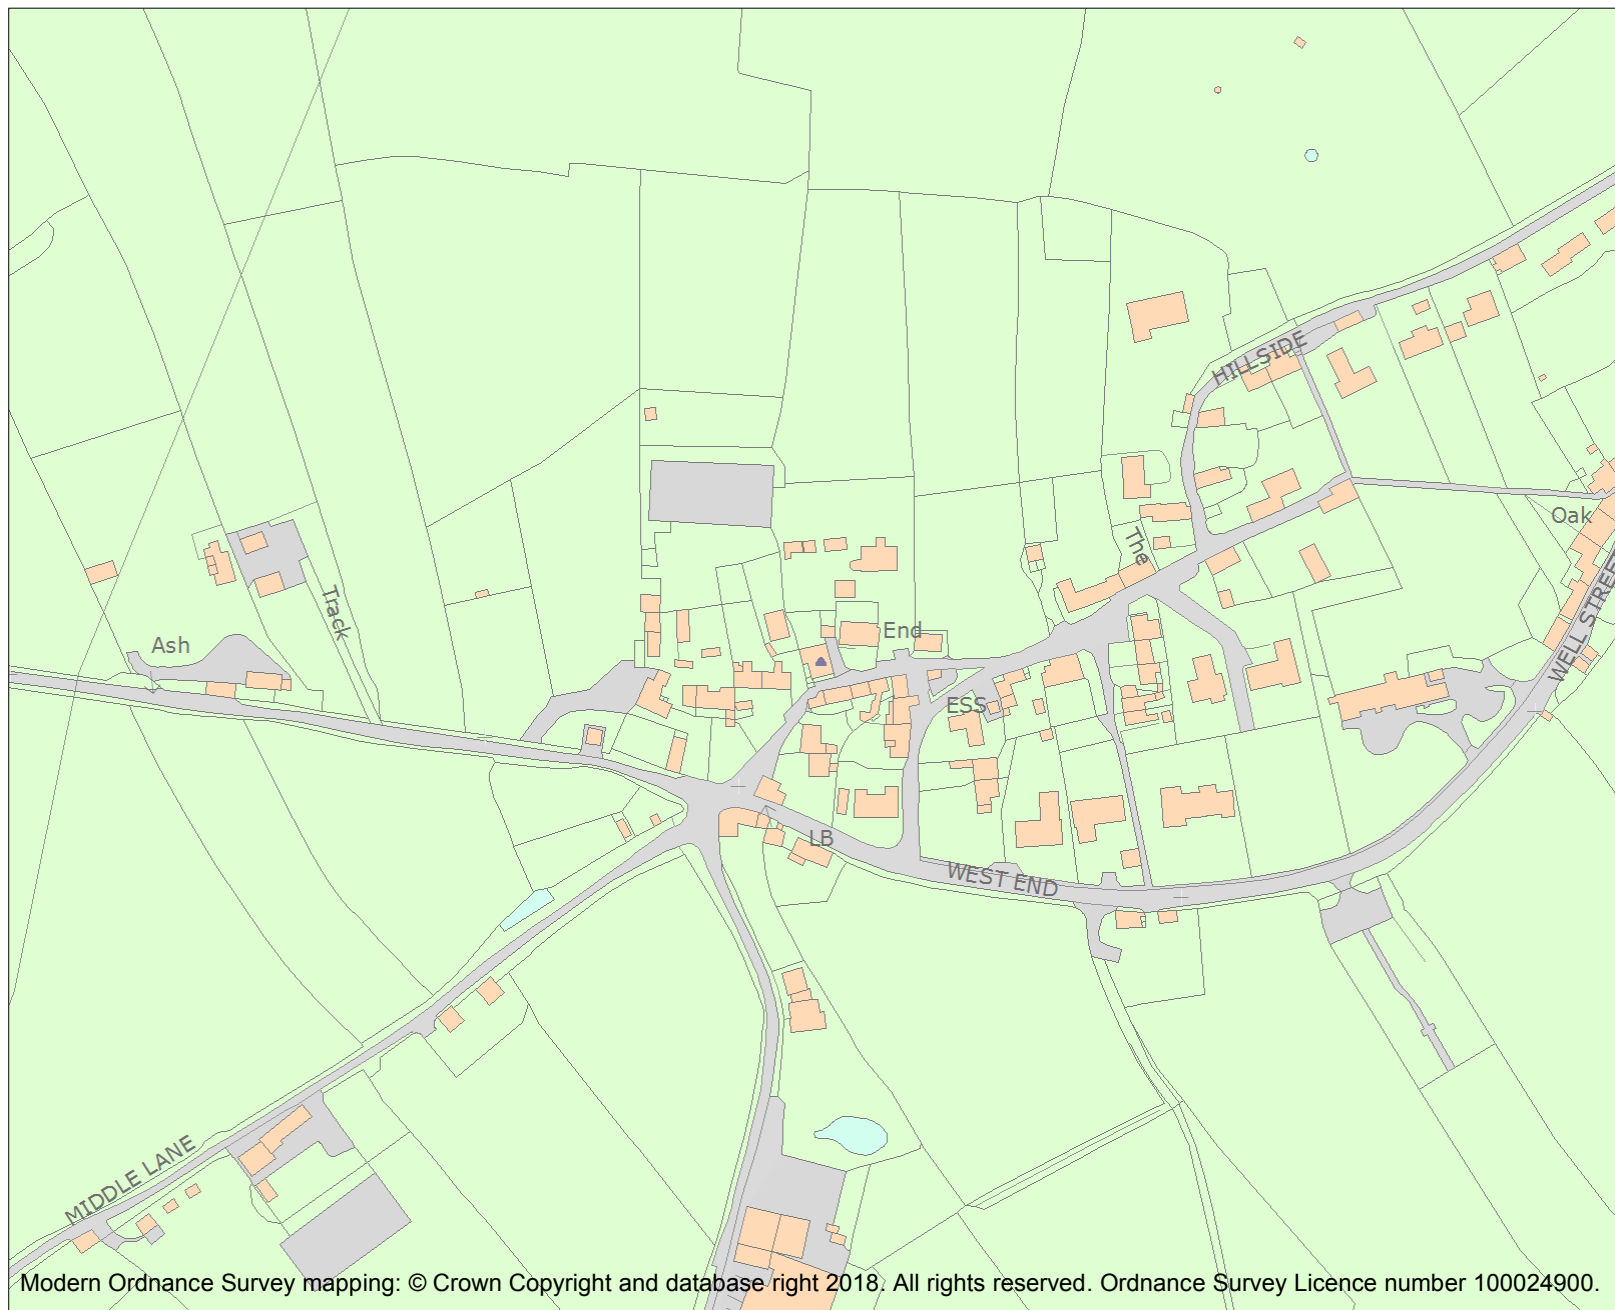 HILLSIDE
Oak
The
WELL STREET
Track
Ash
End
ESS
LB
WEST END
MIDDLE LANE
Modern Ordnance Survey mapping: © Crown Copyright and database right 2018. All rights reserved. Ordnance Survey Licence number 100024900.